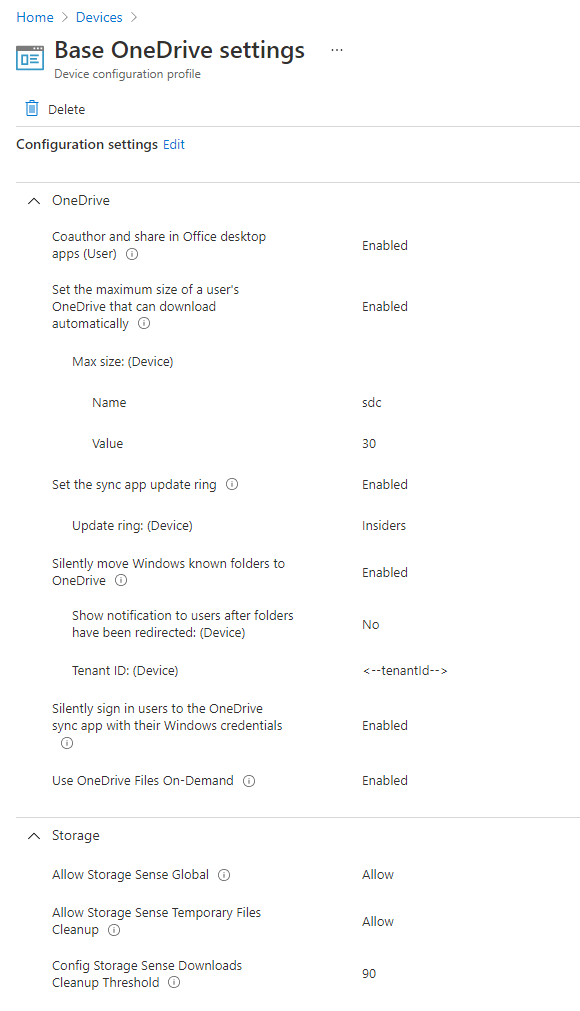 Home > Devices >
Base OneDrive settings ...
Device configuration profile
Delete
Configuration settings Edit
OneDrive
Coauthor and share in Office desktop
apps (User)
Enabled
Set the maximum size of a user's
OneDrive that can download
automatically
Enabled
Max size: (Device)
Name
sdc
Value
30
Set the sync app update ring
Enabled
Update ring: (Device)
Insiders
Silently move Windows known folders to
OneDrive
Enabled
Show notification to users after folders
have been redirected: (Device)
No
Tenant ID: (Device)
<--tenantId-->
Silently sign in users to the OneDrive
sync app with their Windows credentials
Enabled
Use OneDrive Files On-Demand
Enabled
Storage
Allow Storage Sense Global
Allow
Allow Storage Sense Temporary Files
Cleanup
Allow
Config Storage Sense Downloads
Cleanup Threshold
90